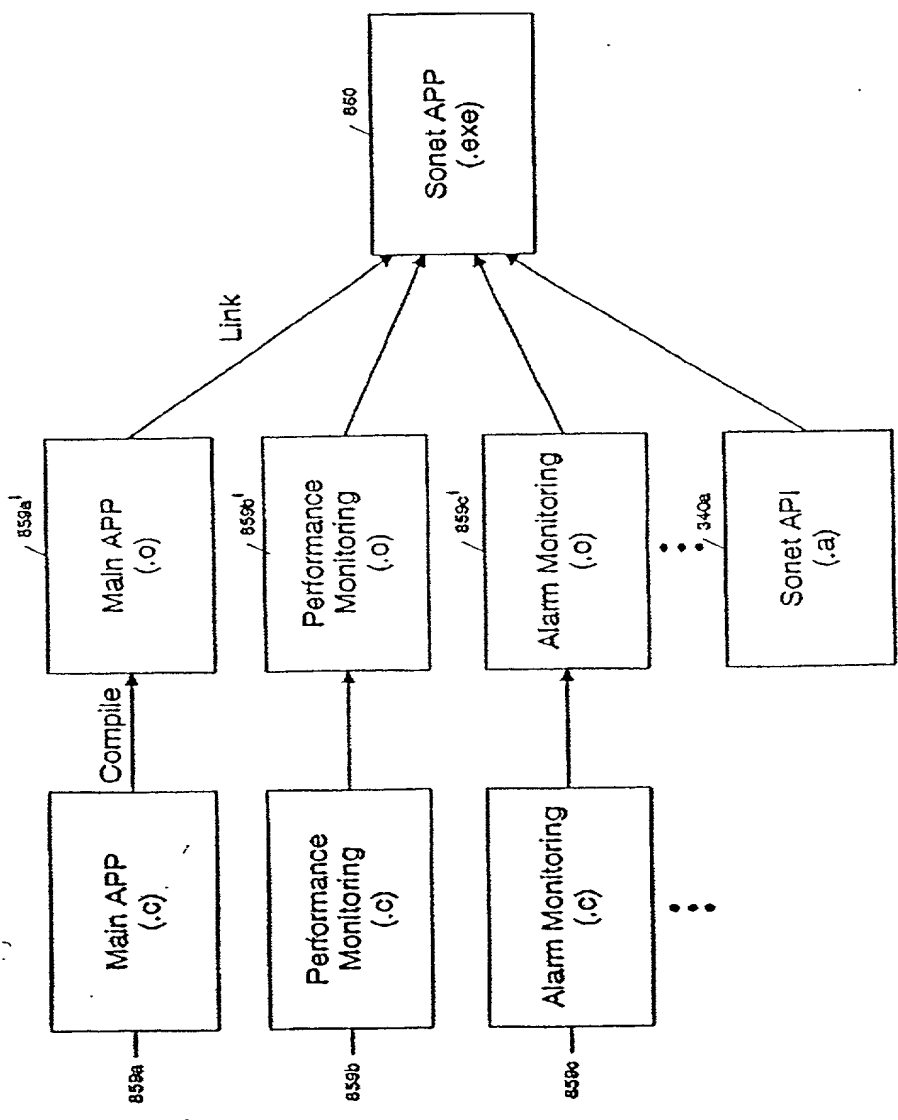 859a
Main APP
(.c)
Compile
859a'
Main APP
(.o)
Link
860
Sonet APP
(.exe)
859b
Performance
Monitoring
(.c)
859b'
Performance
Monitoring
(.o)
859c
Alarm Monitoring
(.c)
859c'
Alarm Monitoring
(.o)
340a
Sonet API
(.a)